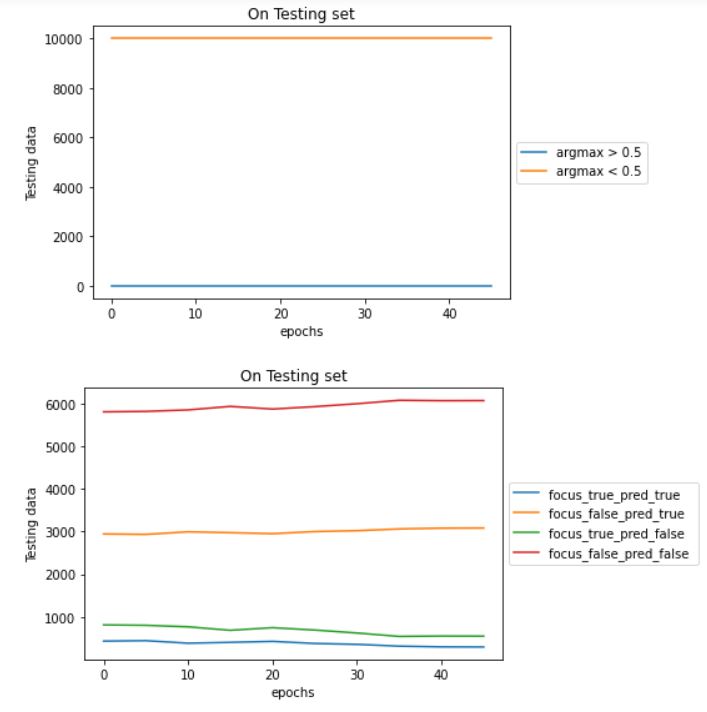 On Testing set
10000
8000
6000
4000
2000
0
Testing data
0 10 20 30 40
epochs
argmax > 0.5
argmax < 0.5
On Testing set
6000
5000
4000
3000
2000
1000
Testing data
0 10 20 30 40
epochs
focus_true_pred_true
focus_false_pred_true
focus_true_pred_false
focus_false_pred_false